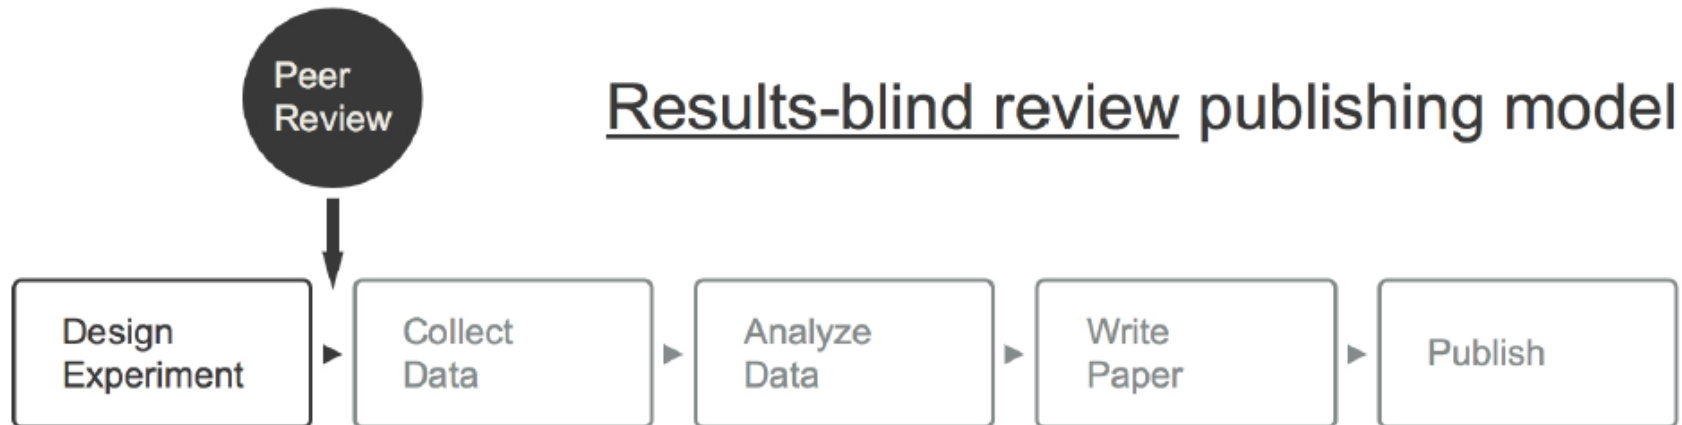 Peer
Review
Results-blind review publishing model
Design
Experiment
Collect
Data
Analyze
Data
Write
Paper
Publish